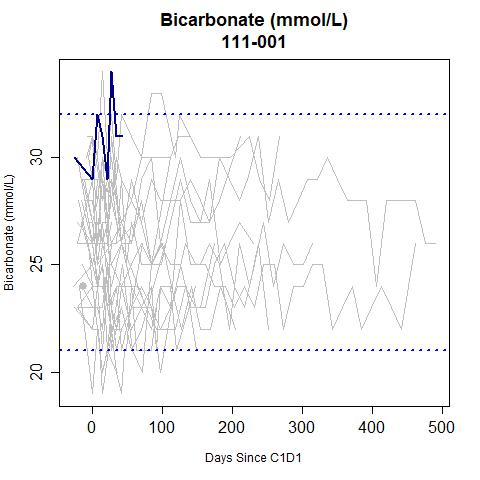 Bicarbonate (mmol/L)
111-001
Bicarbonate (mmol/L)
30
25
20
0 100 200 300 400 500
Days Since C1D1